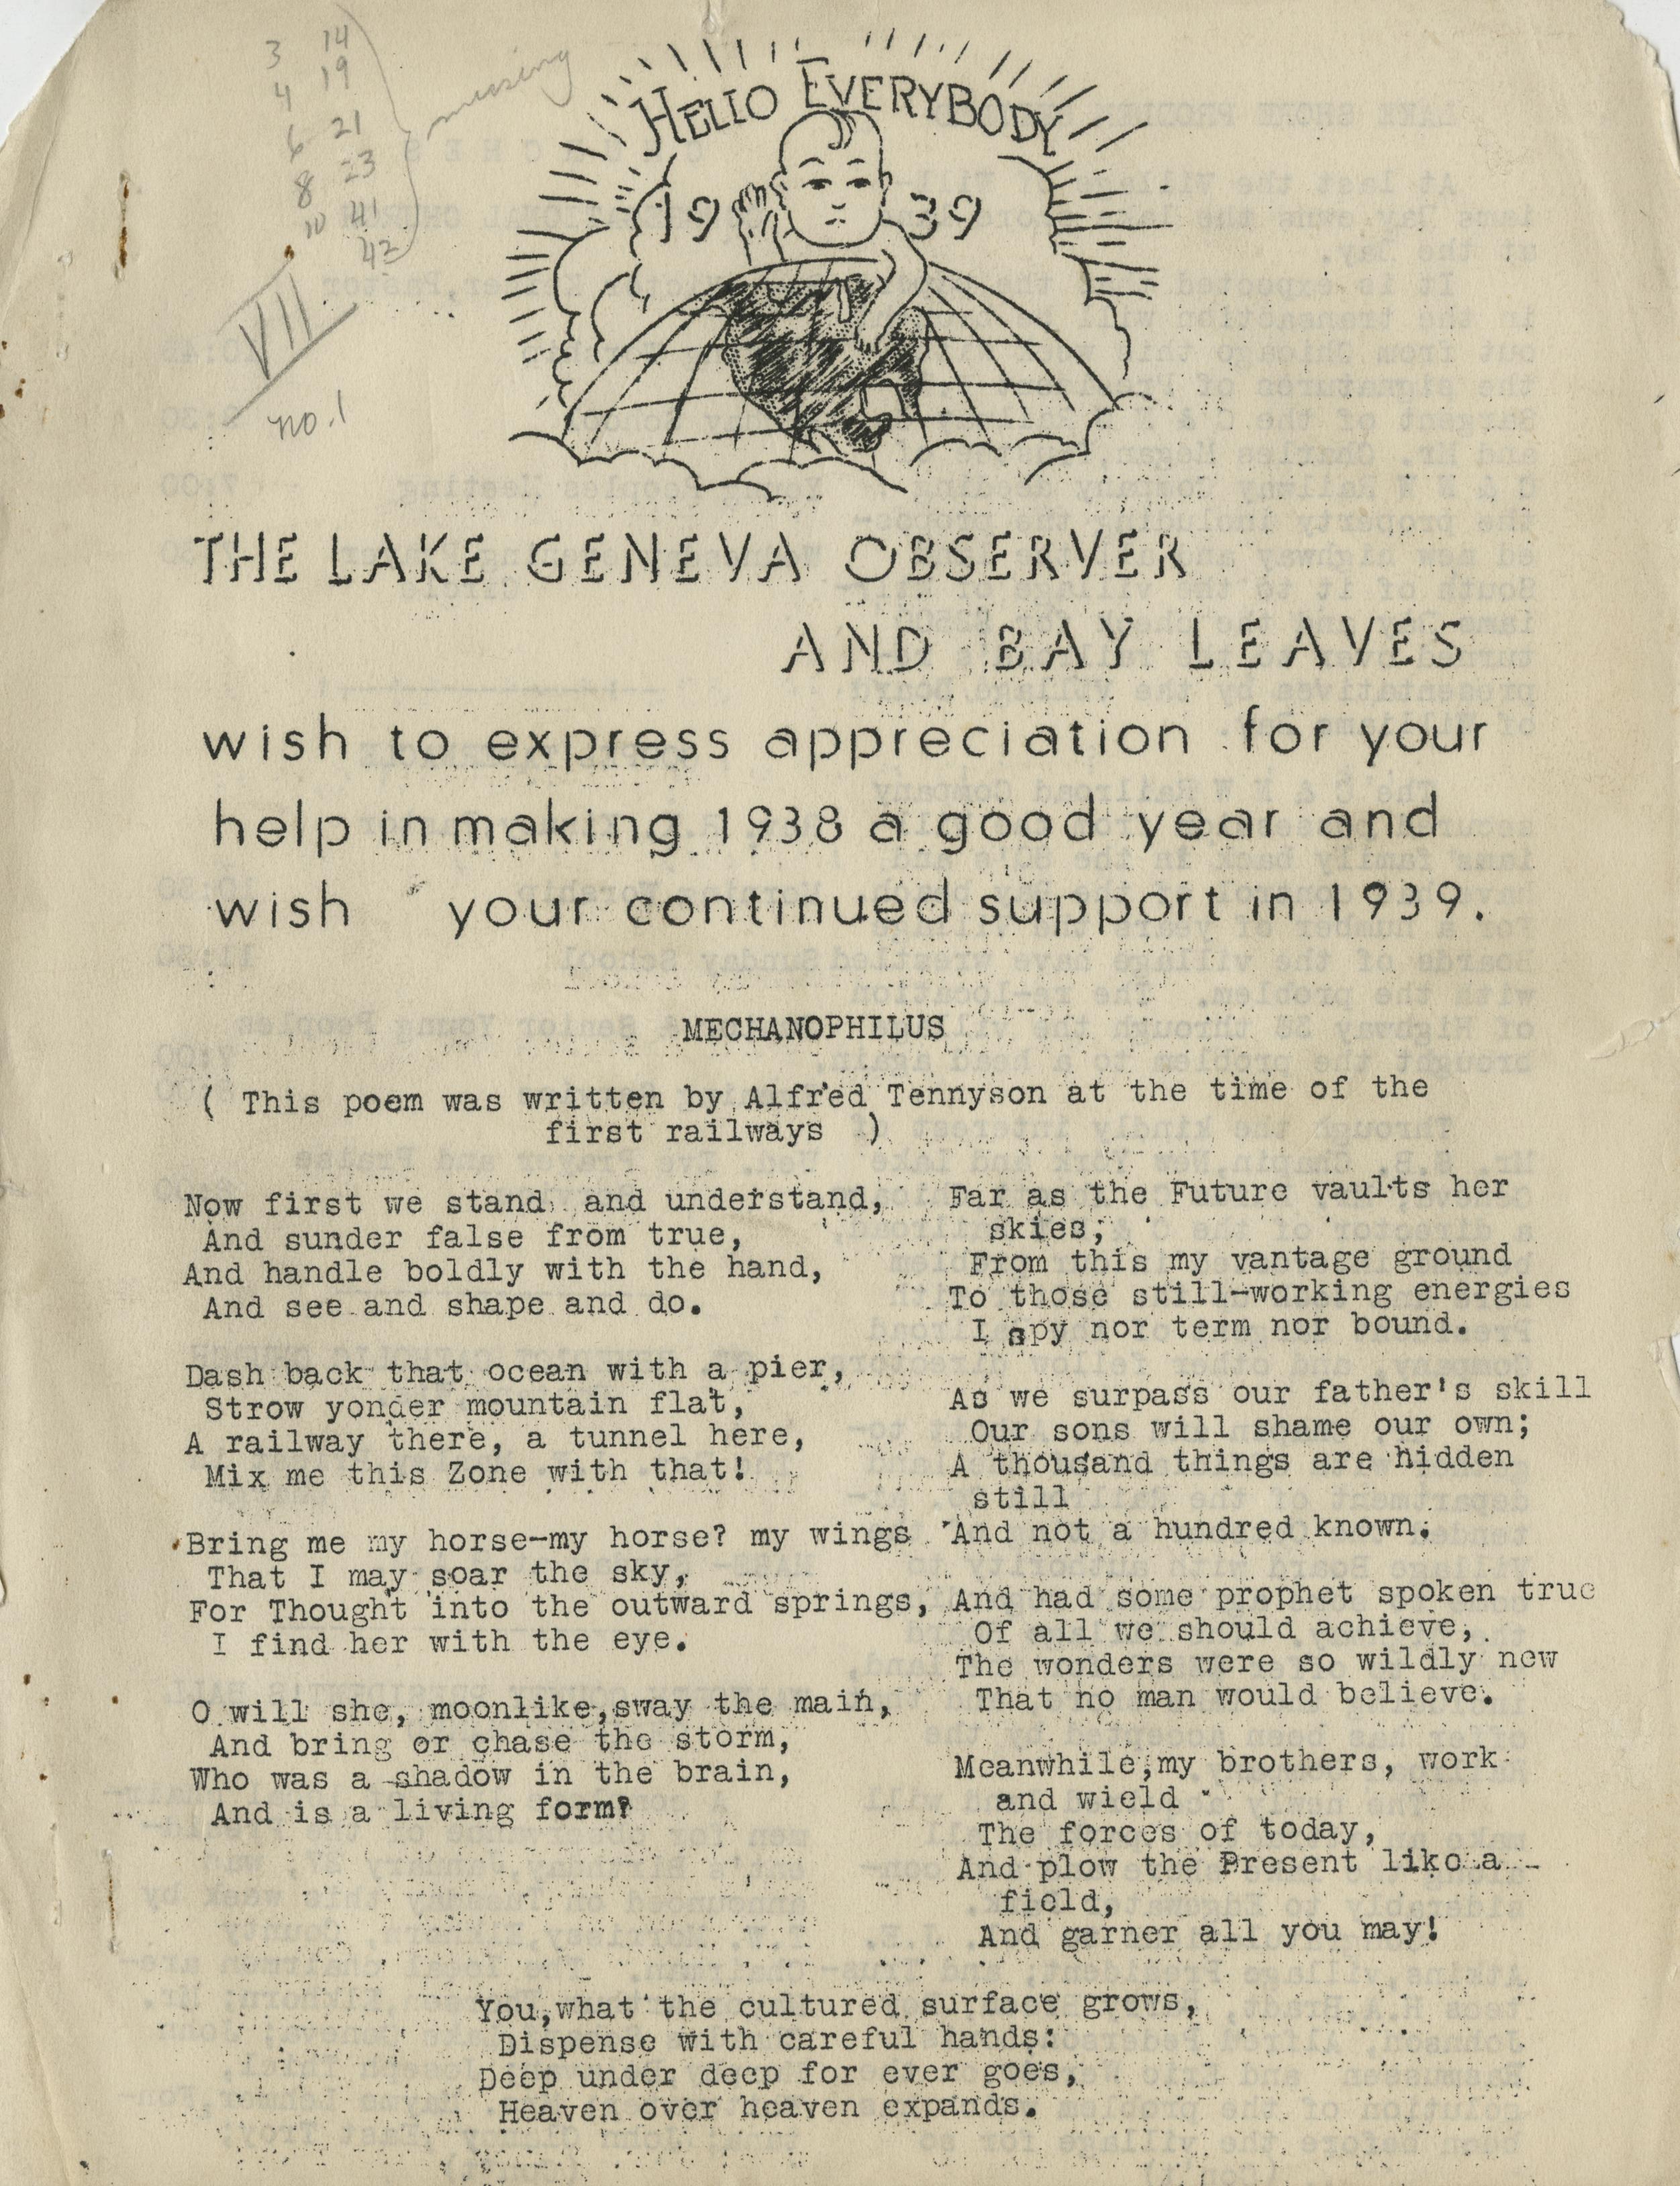 3 14
4 19
6 21
8 23
10 41
42
missing
VII
no.1
HELLO EVERYBODY
19 39
THE LAKE GENEVA OBSERVER
AND BAY LEAVES
wish to express appreciation for your
help in making 1938 a good year and
wish your continued support in 1939.
MECHANOPHILUS
( This poem was written by Alfred Tennyson at the time of the
first railways )
Now first we stand and understand,
And sunder false from true,
And handle boldly with the hand,
And see and shape and do.
Dash back that ocean with a pier,
Strow yonder mountain flat,
A railway there, a tunnel here,
Mix me this Zone with that!
Bring me my horse-my horse? my wings
That I may soar the sky,
For Thought into the outward springs,
I find her with the eye.
O will she, moonlike,sway the main,
And bring or chase the storm,
Who was a shadow in the brain,
And is a living form?
Far as the Future vaults her
skies,
From this my vantage ground
To those still-working energies
I spy nor term nor bound.
As we surpass our father's skill
Our sons will shame our own;
A thousand things are hidden
still
And not a hundred known.
And had some prophet spoken true
Of all we should achieve,
The wonders were so wildly new
That no man would believe.
Meanwhile,my brothers, work
and wield
The forces of today,
And plow the Present like a
field,
And garner all you may!
You,what the cultured surface grows,
Dispense with careful hands:
Deep under deep for ever goes,
Heaven over heaven expands.